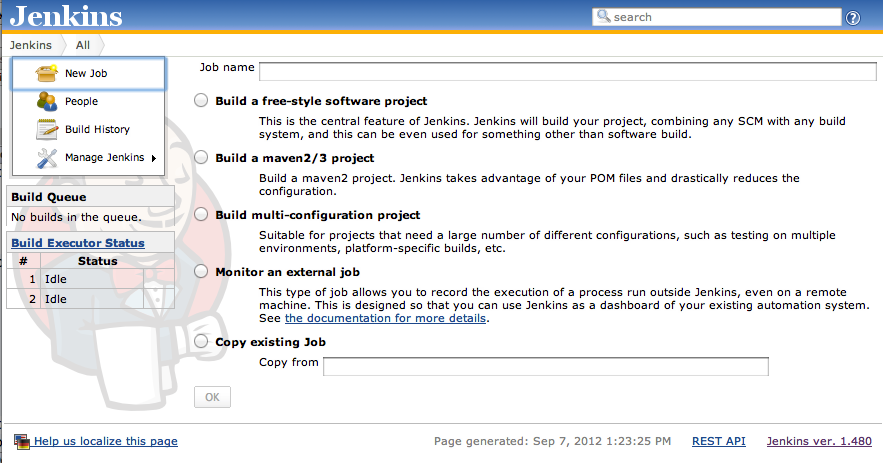 Jenkins
search
?
Jenkins
All
New Job
People
Build History
Manage Jenkins
Build Queue
No builds in the queue.
Build Executor Status
# Status
1 Idle
2 Idle
Job name
Build a free-style software project
This is the central feature of Jenkins. Jenkins will build your project, combining any SCM with any build
system, and this can be even used for something other than software build.
Build a maven2/3 project
Build a maven2 project. Jenkins takes advantage of your POM files and drastically reduces the
configuration.
Build multi-configuration project
Suitable for projects that need a large number of different configurations, such as testing on multiple
environments, platform-specific builds, etc.
Monitor an external job
This type of job allows you to record the execution of a process run outside Jenkins, even on a remote
machine. This is designed so that you can use Jenkins as a dashboard of your existing automation system.
See the documentation for more details.
Copy existing Job
Copy from
OK
Help us localize this page
Page generated: Sep 7, 2012 1:23:25 PM
REST API
Jenkins ver. 1.480